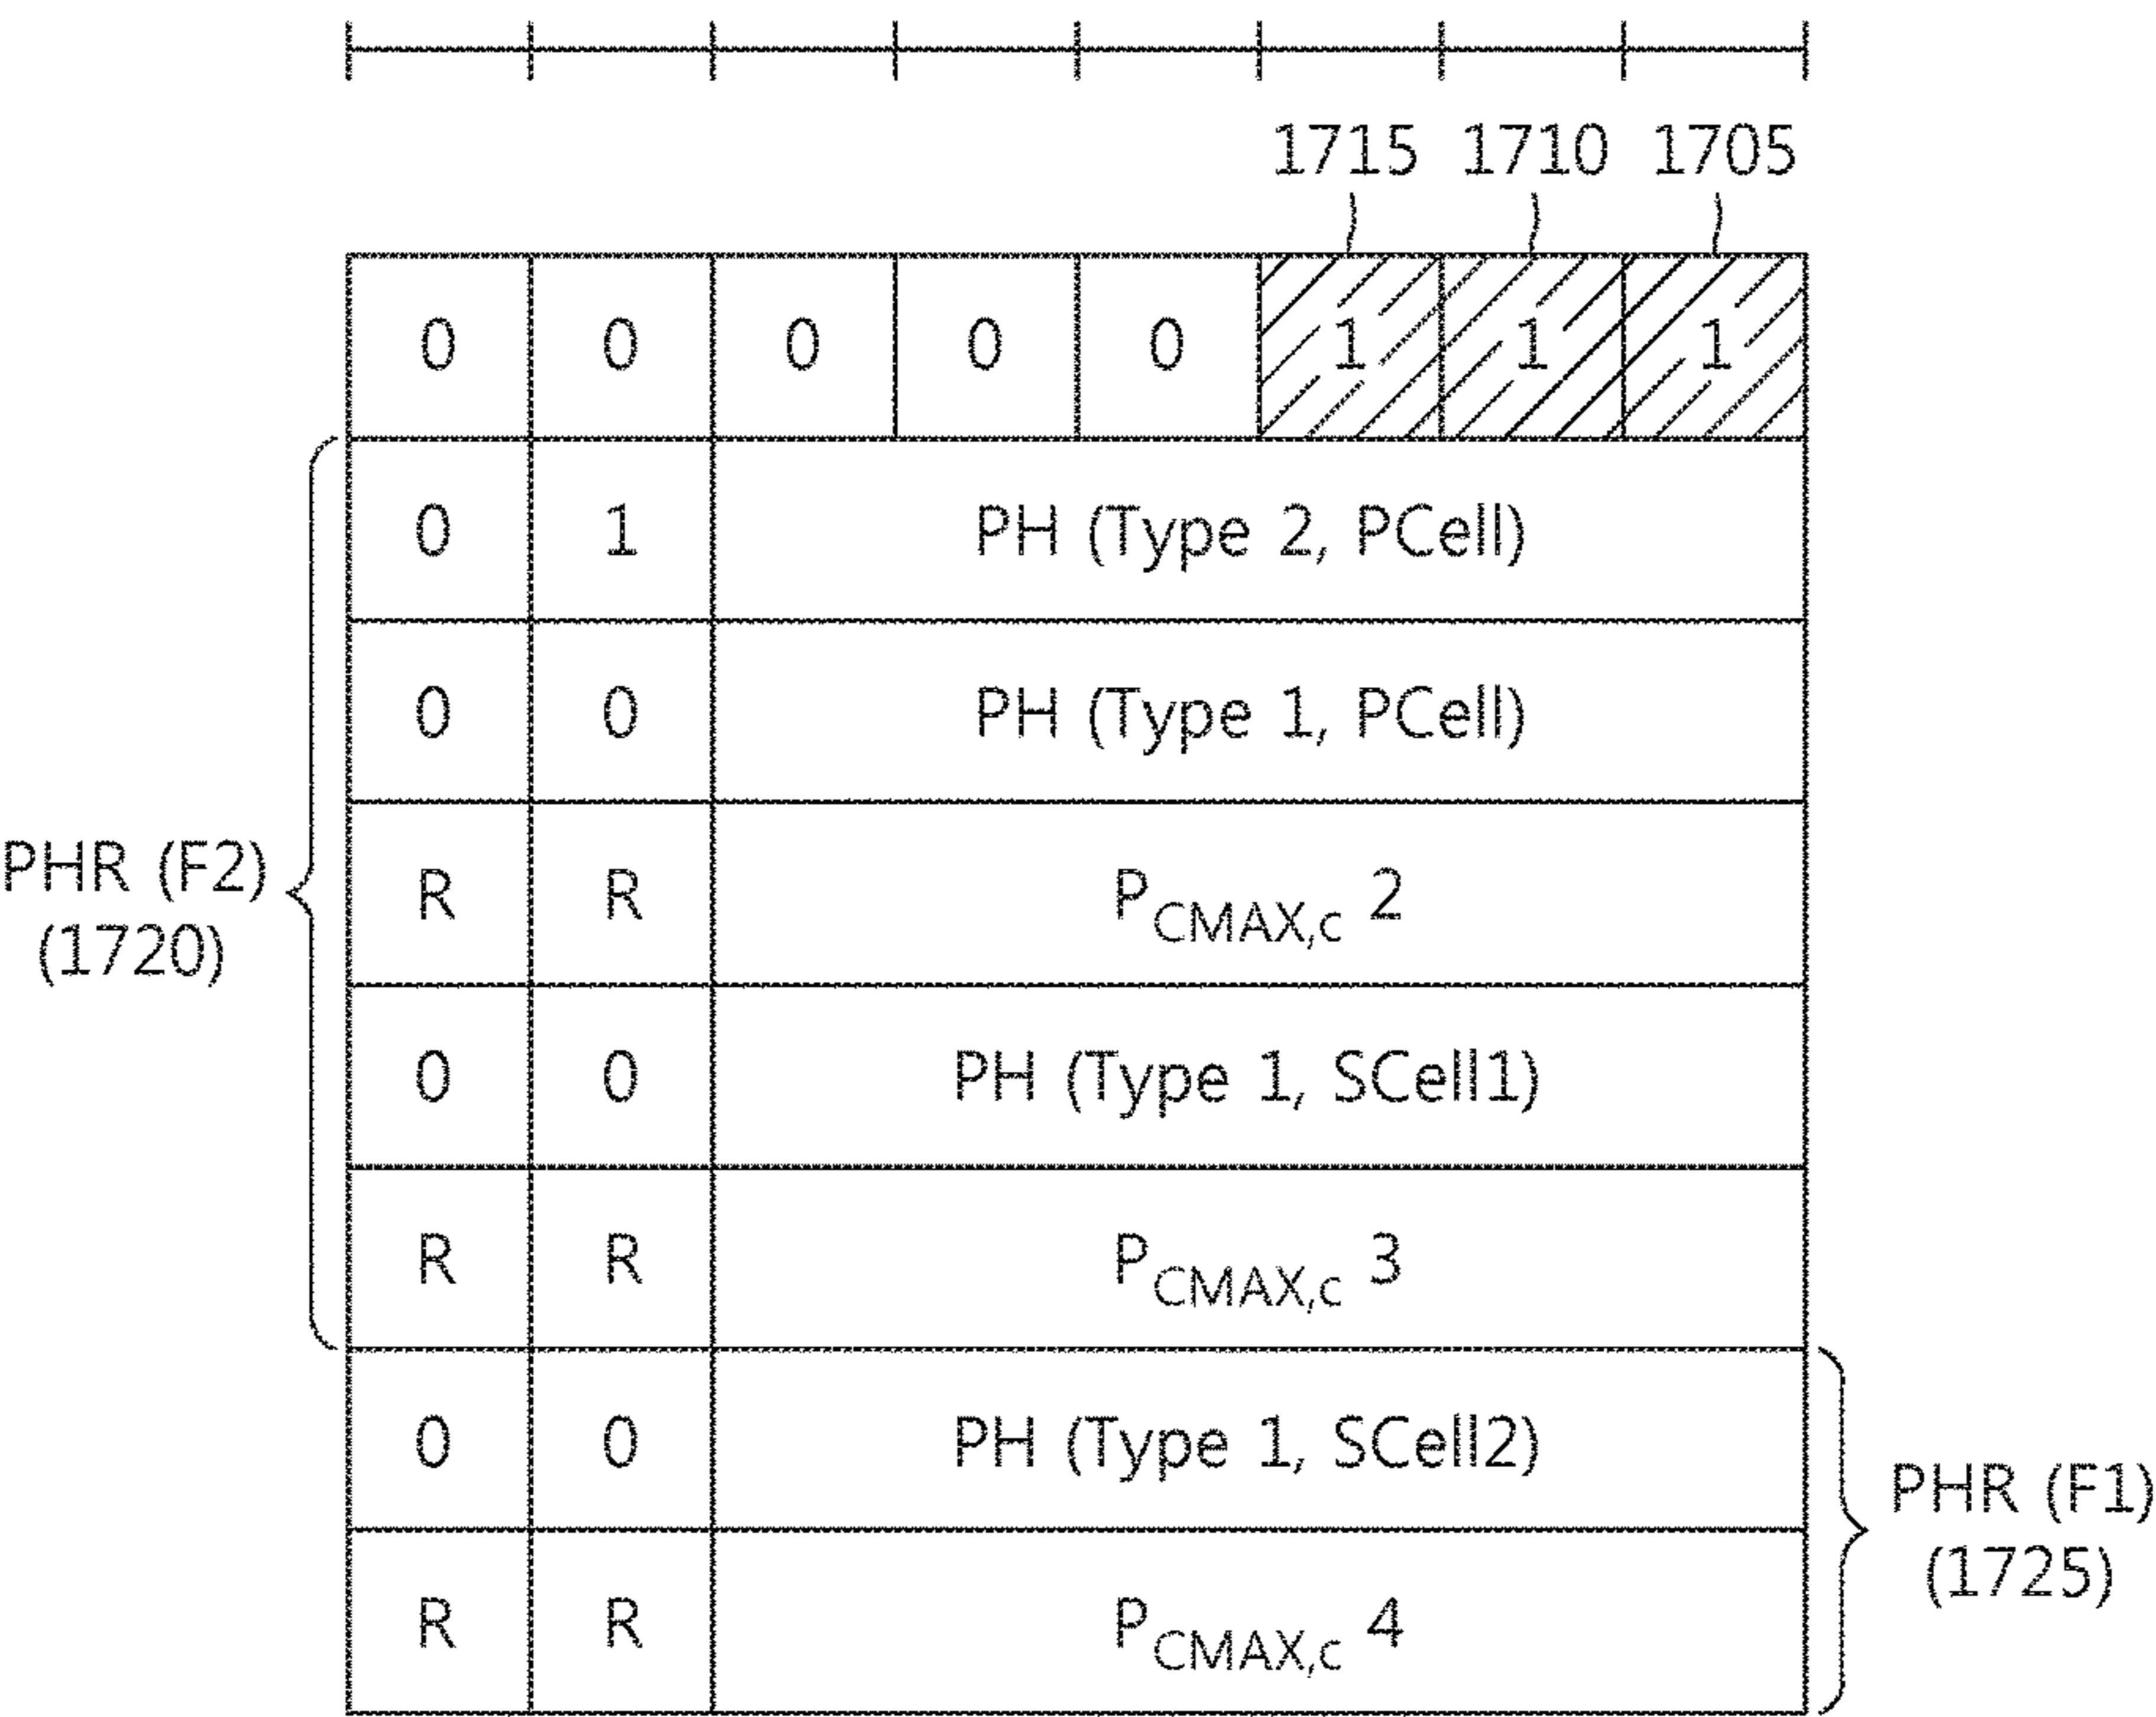 1715 1710 1705
0 0 0 0 0 1 1 1
0 1 PH (Type 2, PCell)
0 0 PH (Type 1, PCell)
R R PCMAX,c 2
PHR (F2)
(1720)
0 0 PH (Type 1, SCell1)
R R PCMAX,c 3
0 0 PH (Type 1, SCell2)
R R PCMAX,c 4
PHR (F1)
(1725)